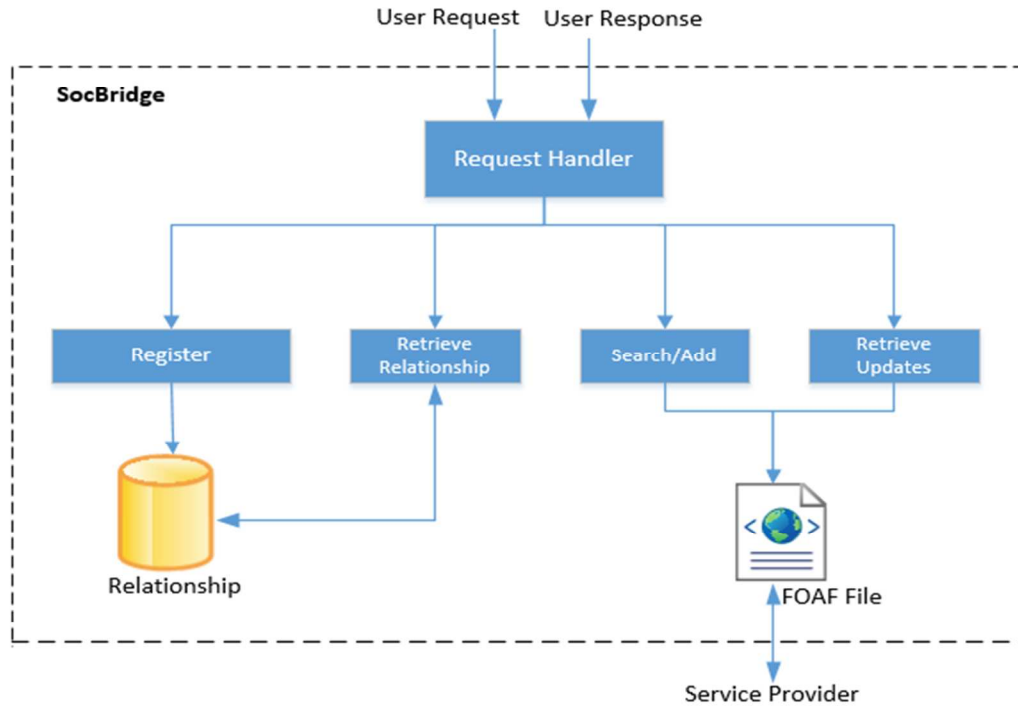 User Request
User Response
SocBridge
Request Handler
Register
Retrieve
Relationship
Search/Add
Retrieve
Updates
< >
Relationship
FOAF File
Service Provider